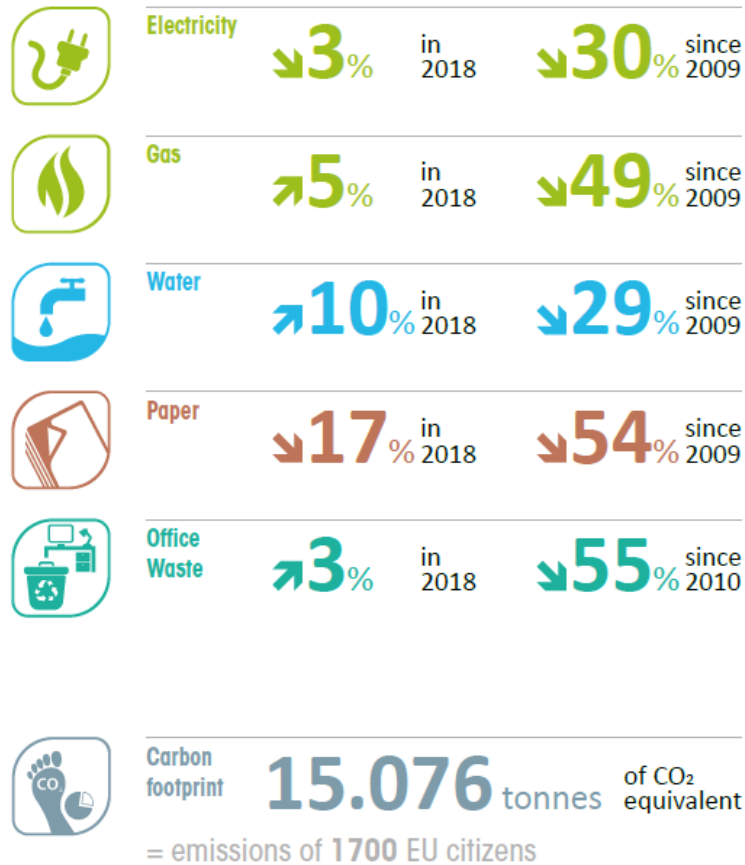 Electricity
↘3% in 2018 ↘30% since 2009
Gas
↗5% in 2018 ↘49% since 2009
Water
↗10% in 2018 ↘29% since 2009
Paper
↘17% in 2018 ↘54% since 2009
Office
Waste
↗3% in 2018 ↘55% since 2010
CO₂
Carbon
footprint
15.076 tonnes of CO₂ equivalent
= emissions of 1700 EU citizens